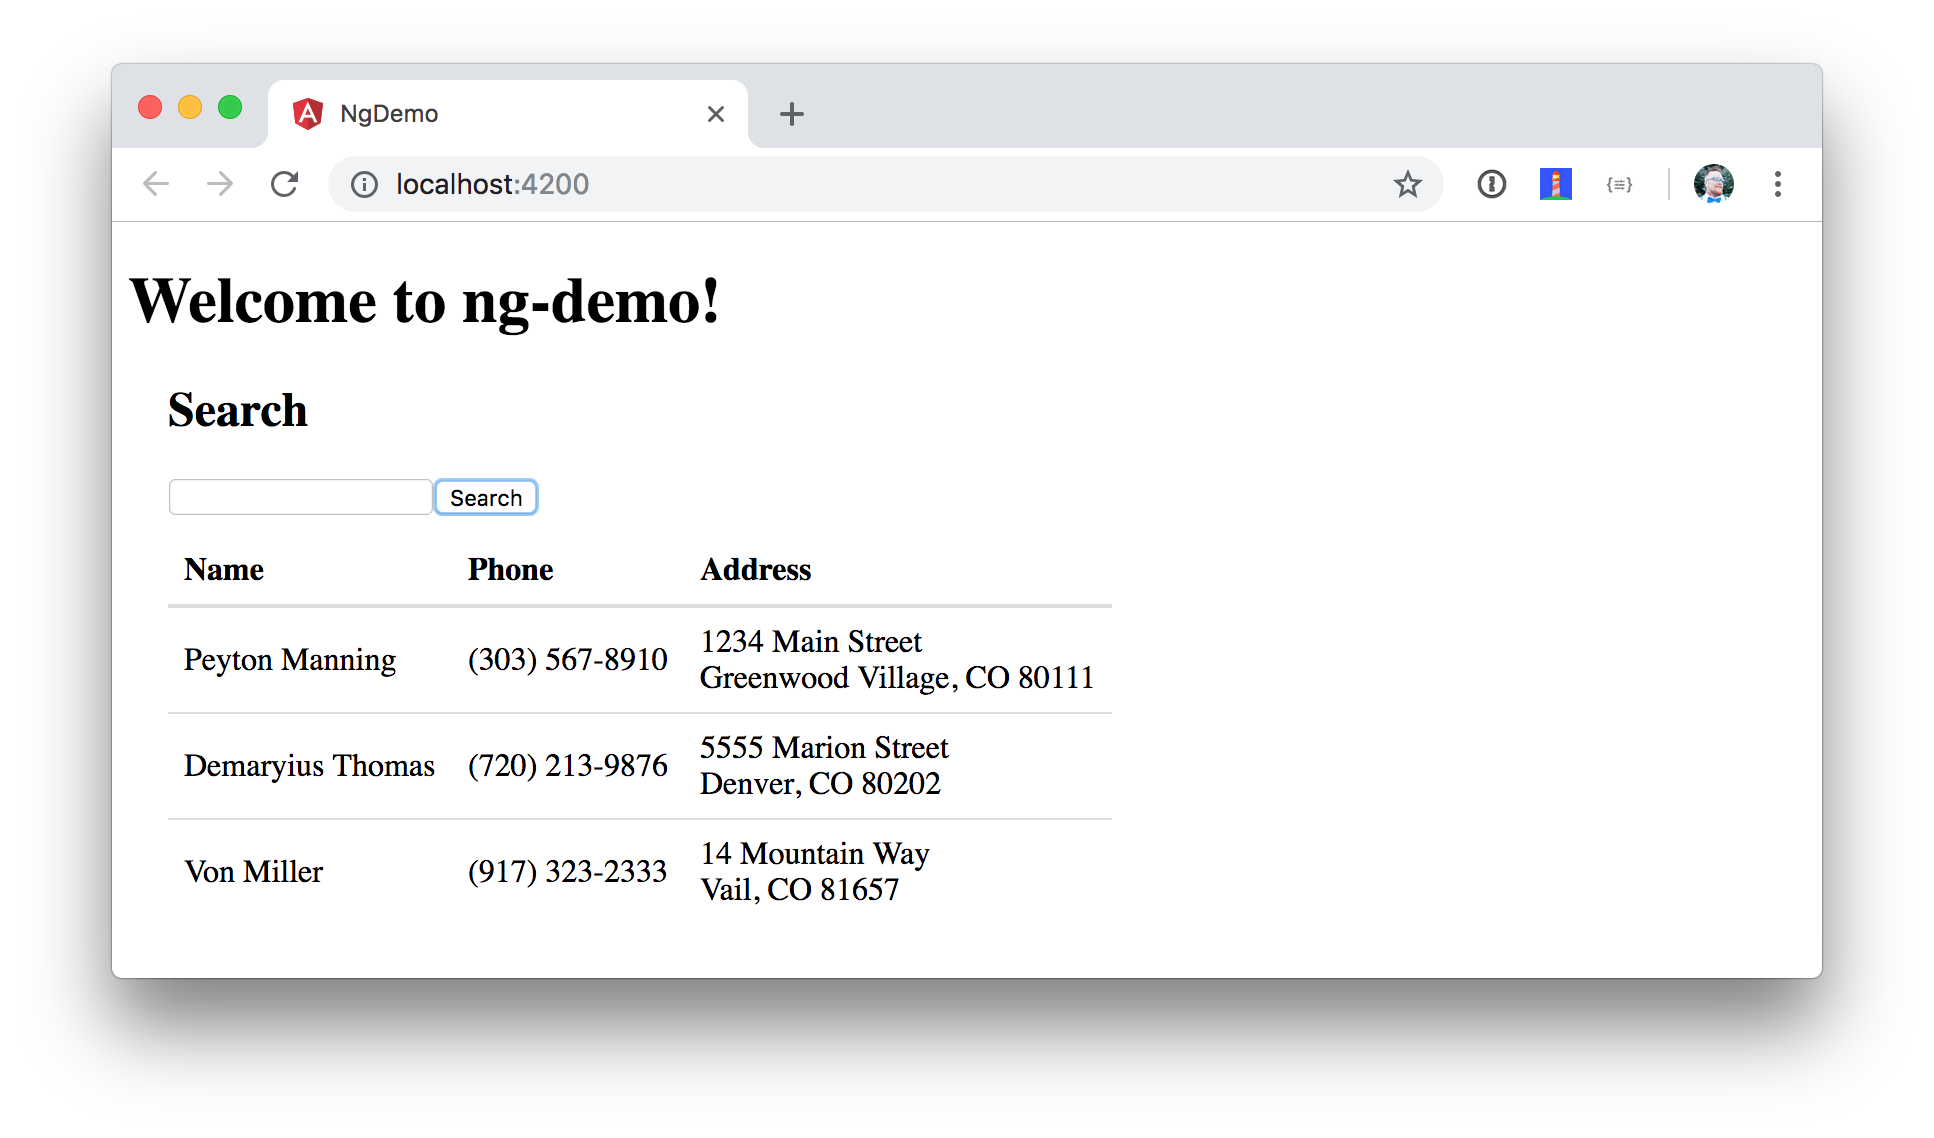 NgDemo
localhost:4200
Welcome to ng-demo!
Search
Search
Name Phone Address
Peyton Manning (303) 567-8910 1234 Main Street
Greenwood Village, CO 80111
Demaryius Thomas (720) 213-9876 5555 Marion Street
Denver, CO 80202
Von Miller (917) 323-2333 14 Mountain Way
Vail, CO 81657